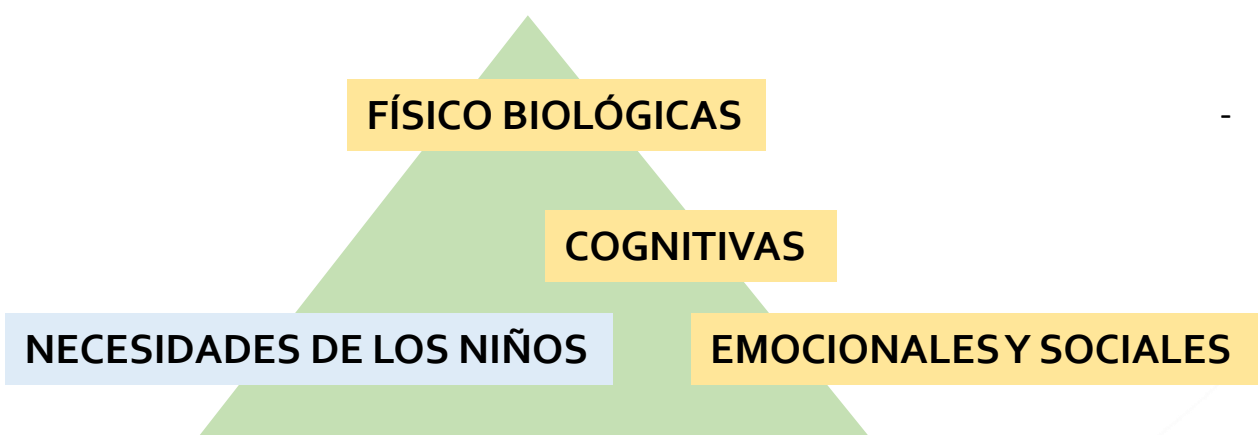 FÍSICO BIOLÓGICAS
-
COGNITIVAS
NECESIDADES DE LOS NIÑOS
EMOCIONALES Y SOCIALES